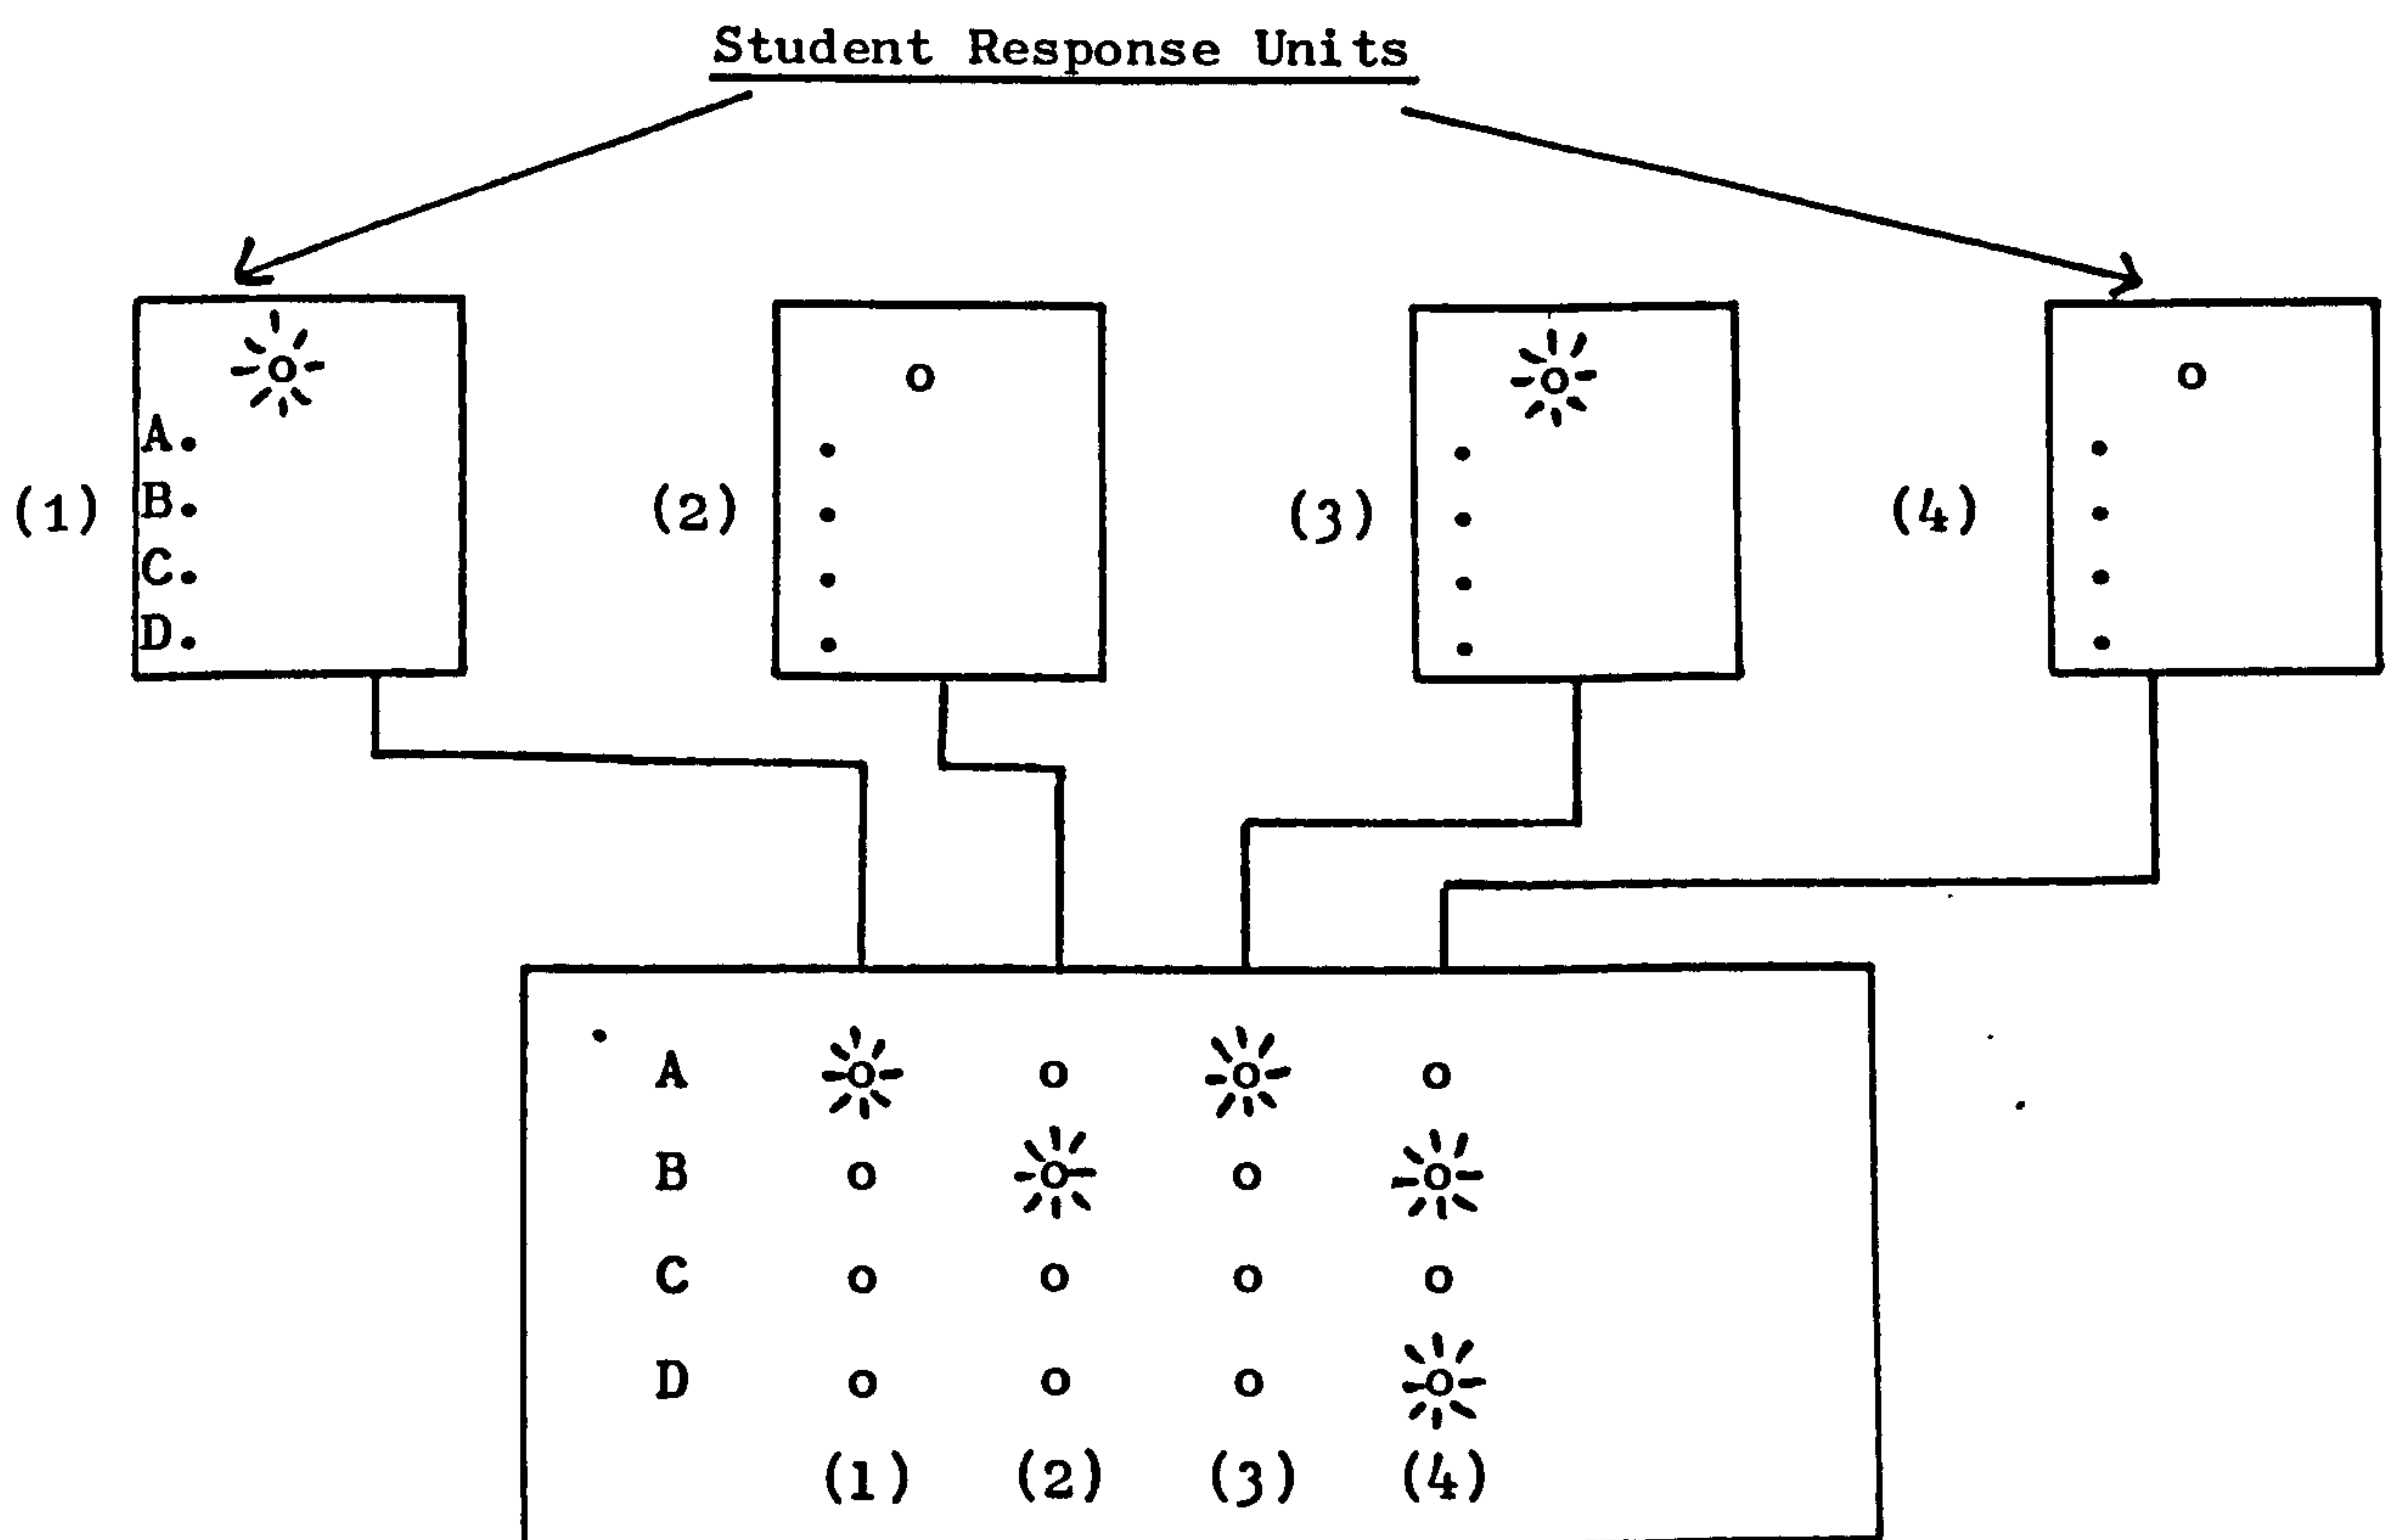 Student Response Units
A.
B.
C.
D.
(1)
(2)
(3)
(4)
A
B
C
D
(1) (2) (3) (4)